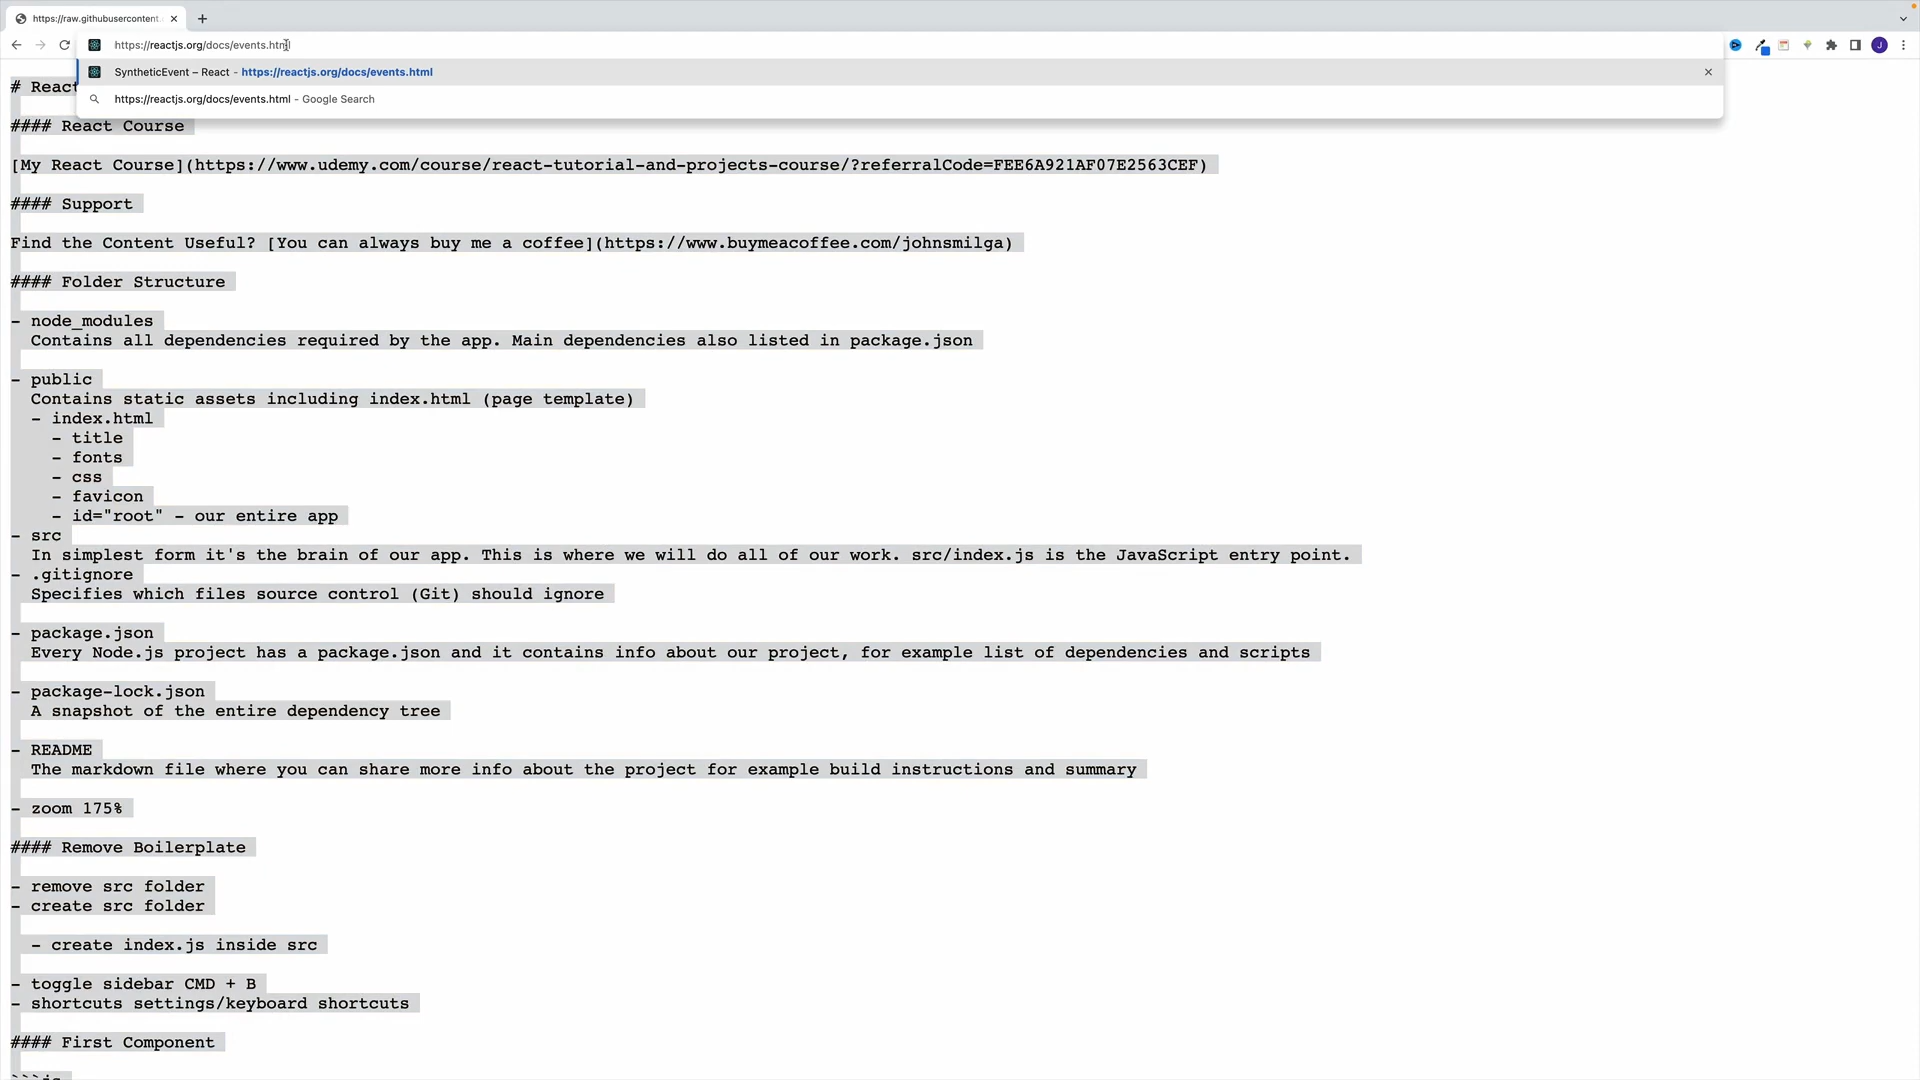 https://raw.githubusercontent.
https://reactjs.org/docs/events.html
J
SyntheticEvent – React - https://reactjs.org/docs/events.html
https://reactjs.org/docs/events.html - Google Search
# React
#### React Course
[My React Course](https://www.udemy.com/course/react-tutorial-and-projects-course/?referralCode=FEE6A921AF07E2563CEF)
#### Support
Find the Content Useful? [You can always buy me a coffee](https://www.buymeacoffee.com/johnsmilga)
#### Folder Structure
- node_modules
Contains all dependencies required by the app. Main dependencies also listed in package.json
- public
Contains static assets including index.html (page template)
- index.html
- title
- fonts
- css
- favicon
- id="root" - our entire app
- src
In simplest form it's the brain of our app. This is where we will do all of our work. src/index.js is the JavaScript entry point.
- .gitignore
Specifies which files source control (Git) should ignore
- package.json
Every Node.js project has a package.json and it contains info about our project, for example list of dependencies and scripts
- package-lock.json
A snapshot of the entire dependency tree
- README
The markdown file where you can share more info about the project for example build instructions and summary
- zoom 175%
#### Remove Boilerplate
- remove src folder
- create src folder
- create index.js inside src
- toggle sidebar CMD + B
- shortcuts settings/keyboard shortcuts
#### First Component
```js